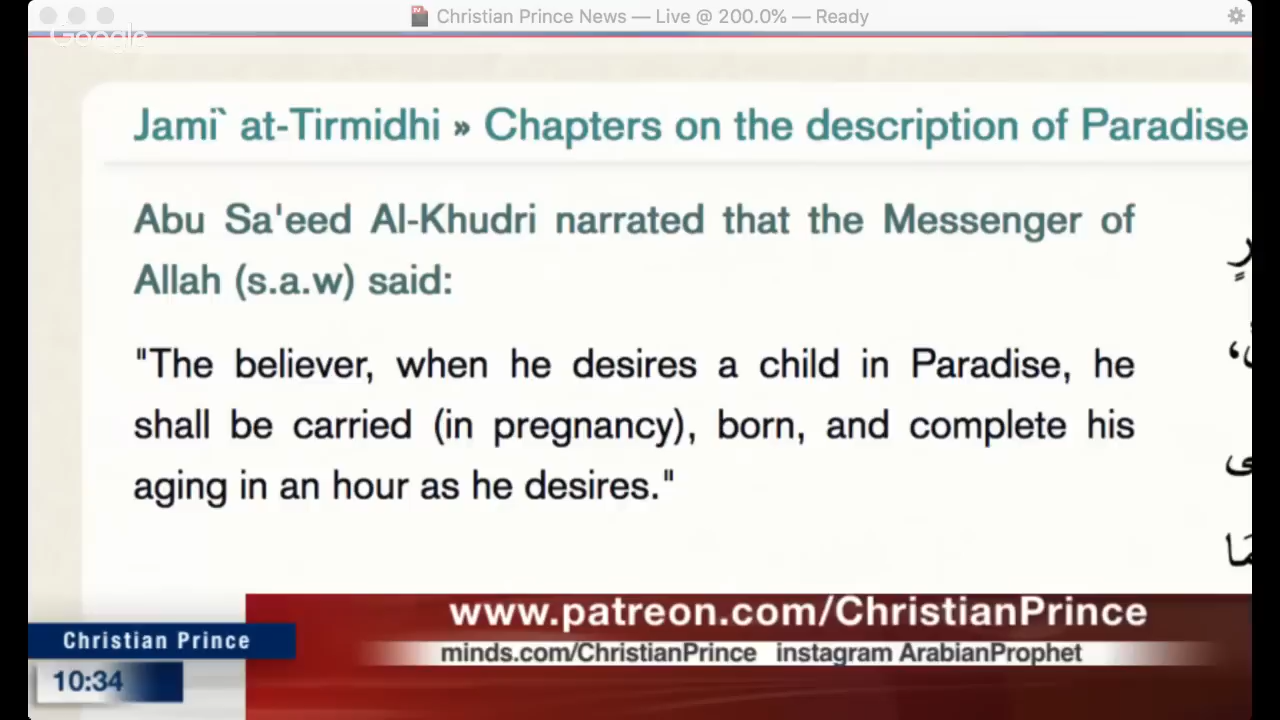 Christian Prince News — Live @ 200.0% — Ready
Google
Jami` at-Tirmidhi » Chapters on the description of Paradise
Abu Sa'eed Al-Khudri narrated that the Messenger of
Allah (s.a.w) said:
"The believer, when he desires a child in Paradise, he
shall be carried (in pregnancy), born, and complete his
aging in an hour as he desires."
www.patreon.com/ChristianPrince
Christian Prince
minds.com/ChristianPrince instagram ArabianProphet
10:34